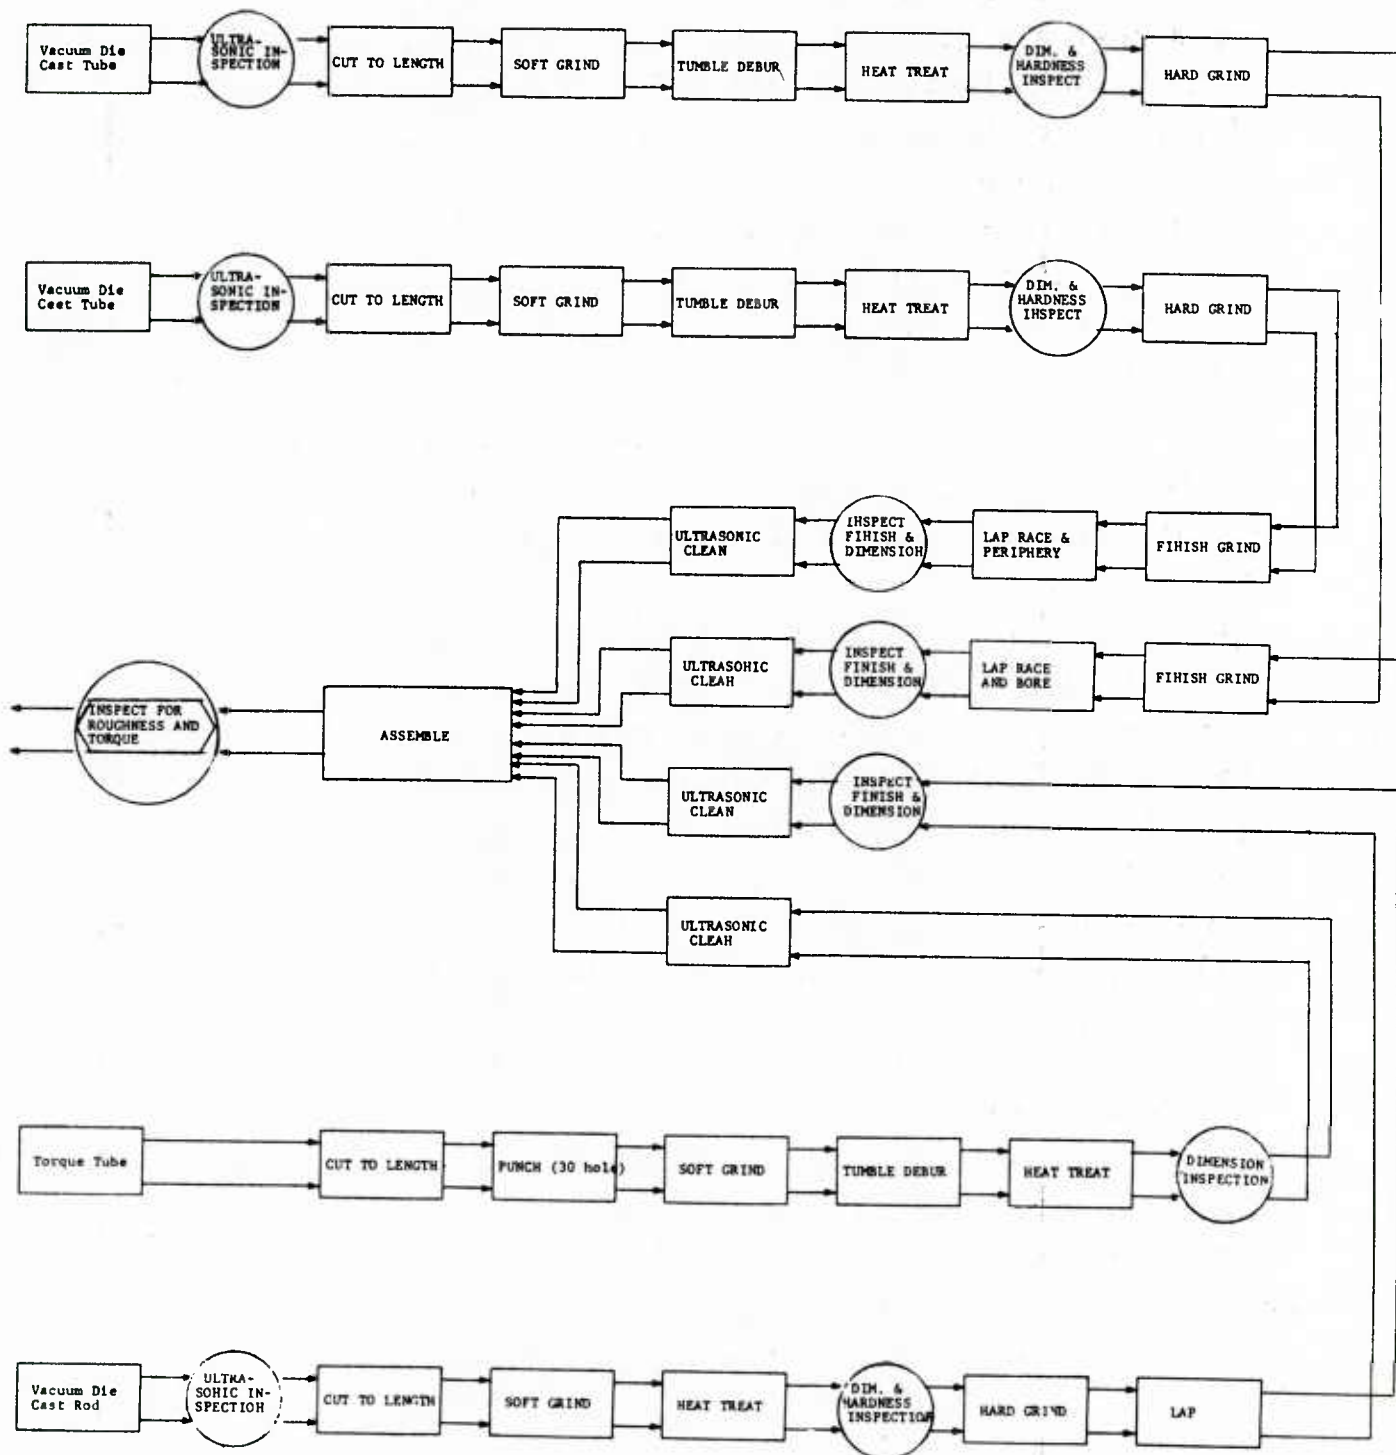 Vacuum Die
Cast Tube
ULTRA-
SONIC IN-
SPECTION
CUT TO LENGTH
SOFT GRIND
TUMBLE DEBUR
HEAT TREAT
DIM. &
HARDNESS
INSPECT
HARD GRIND
Vacuum Die
Ceet Tube
ULTRA-
SONIC IN-
SPECTION
CUT TO LENGTH
SOFT GRIND
TUMBLE DEBUR
HEAT TREAT
DIM. &
HARDNESS
IHSPECT
HARD GRIND
ULTRASONIC
CLEAN
IHSPECT
FIHISH &
DIMENSIOH
LAP RACE &
PERIPHERY
FIHISH GRIND
ULTRASOHIC
CLEAH
INSPECT
FINISH &
DIMENSION
LAP RACE
AND BORE
FIHISH GRIND
INSPECT FOR
ROUGHNESS AND
TORQUE
ASSEMBLE
ULTRASONIC
CLEAN
INSPECT
FINISH &
DIMENSION
ULTRASONIC
CLEAH
Torque Tube
CUT TO LENGTH
PUNCH (30 hole)
SOFT GRIND
TUMBLE DEBUR
HEAT TREAT
DIMENSION
INSPECTION
Vacuum Die
Cast Rod
ULTRA-
SOHIC IN-
SPECTIOH
CUT TO LENGTH
SOFT GRIND
HEAT TREAT
DIM. &
HARDNESS
INSPECTION
HARD GRIND
LAP